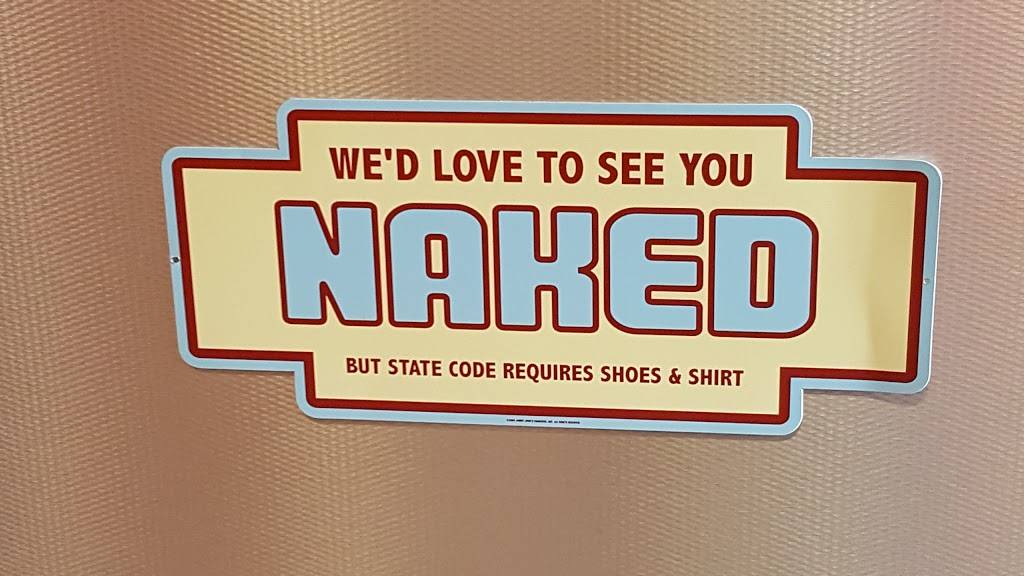 WE'D LOVE TO SEE YOU
NAKED
BUT STATE CODE REQUIRES SHOES & SHIRT